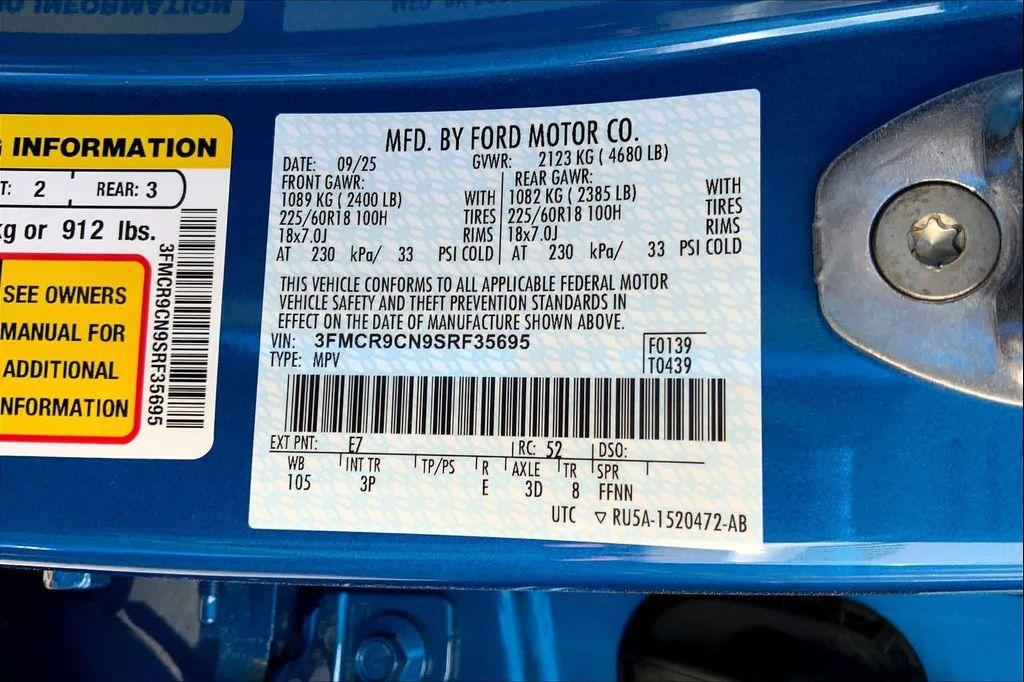 INFORMATION
T: 2 REAR: 3
kg or 912 lbs.
SEE OWNERS
MANUAL FOR
ADDITIONAL
INFORMATION
3FMCR9CN9SRF35695
MFD. BY FORD MOTOR CO.
DATE: 09/25 GVWR: 2123 KG ( 4680 LB)
FRONT GAWR: REAR GAWR:
1089 KG ( 2400 LB) WITH 1082 KG ( 2385 LB) WITH
225/60R18 100H TIRES 225/60R18 100H TIRES
18x7.0J RIMS 18x7.0J RIMS
AT 230 kPa/ 33 PSI COLD AT 230 kPa/ 33 PSI COLD
THIS VEHICLE CONFORMS TO ALL APPLICABLE FEDERAL MOTOR
VEHICLE SAFETY AND THEFT PREVENTION STANDARDS IN
EFFECT ON THE DATE OF MANUFACTURE SHOWN ABOVE.
VIN: 3FMCR9CN9SRF35695 F0139
TYPE: MPV T0439
EXT PNT: E7 RC: 52 DSO:
WB INT TR TP/PS R AXLE TR SPR
105 3P E 3D 8 FFNN
UTC ▽ RU5A-1520472-AB